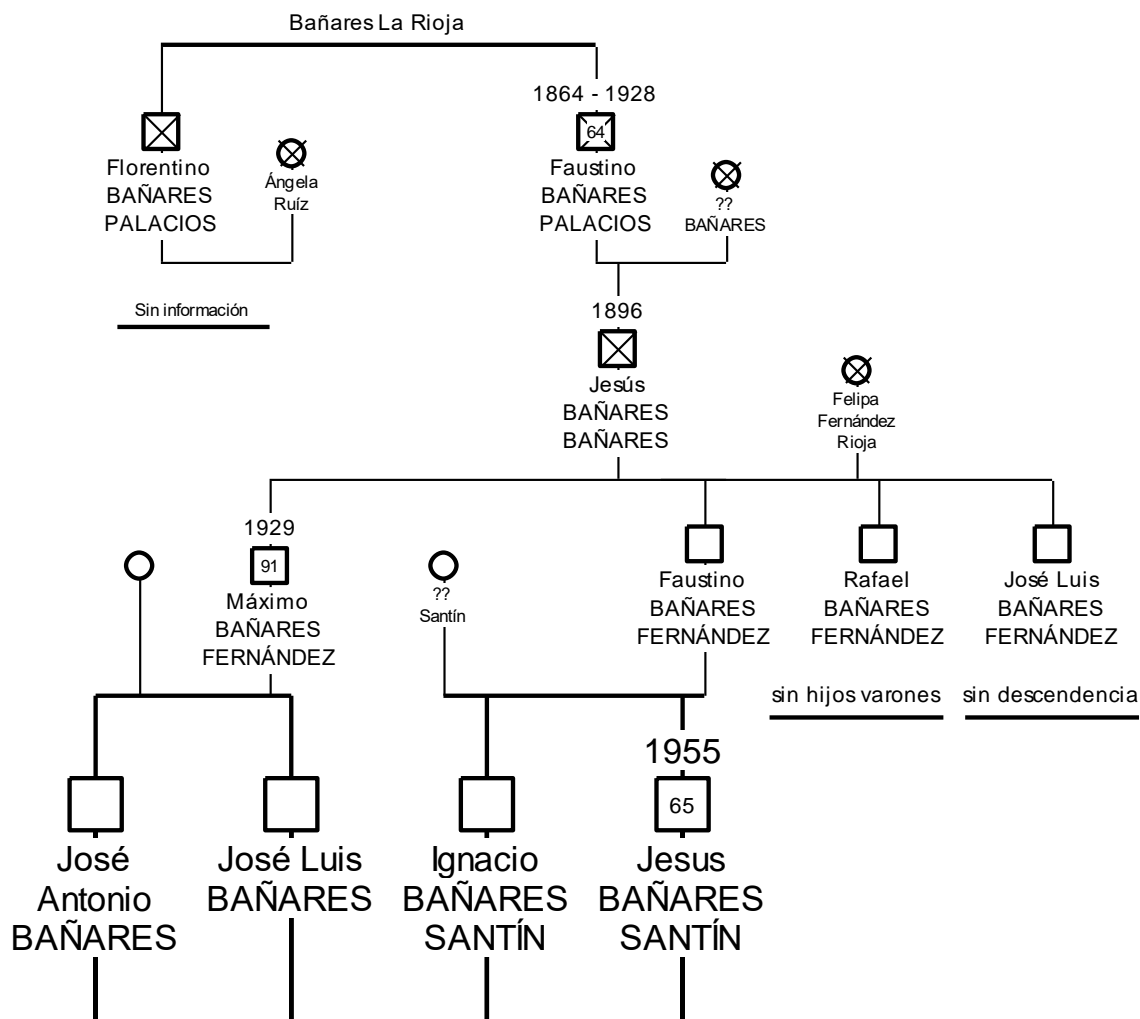 Bañares La Rioja
1864 - 1928
64
Florentino
BAÑARES
PALACIOS
Ángela
Ruíz
Faustino
BAÑARES
PALACIOS
??
BAÑARES
Sin información
1896
Jesús
BAÑARES
BAÑARES
Felipa
Fernández
Rioja
1929
91
Máximo
BAÑARES
FERNÁNDEZ
??
Santín
Faustino
BAÑARES
FERNÁNDEZ
Rafael
BAÑARES
FERNÁNDEZ
José Luis
BAÑARES
FERNÁNDEZ
sin hijos varones
sin descendencia
1955
65
José
Antonio
BAÑARES
José Luis
BAÑARES
Ignacio
BAÑARES
SANTÍN
Jesus
BAÑARES
SANTÍN